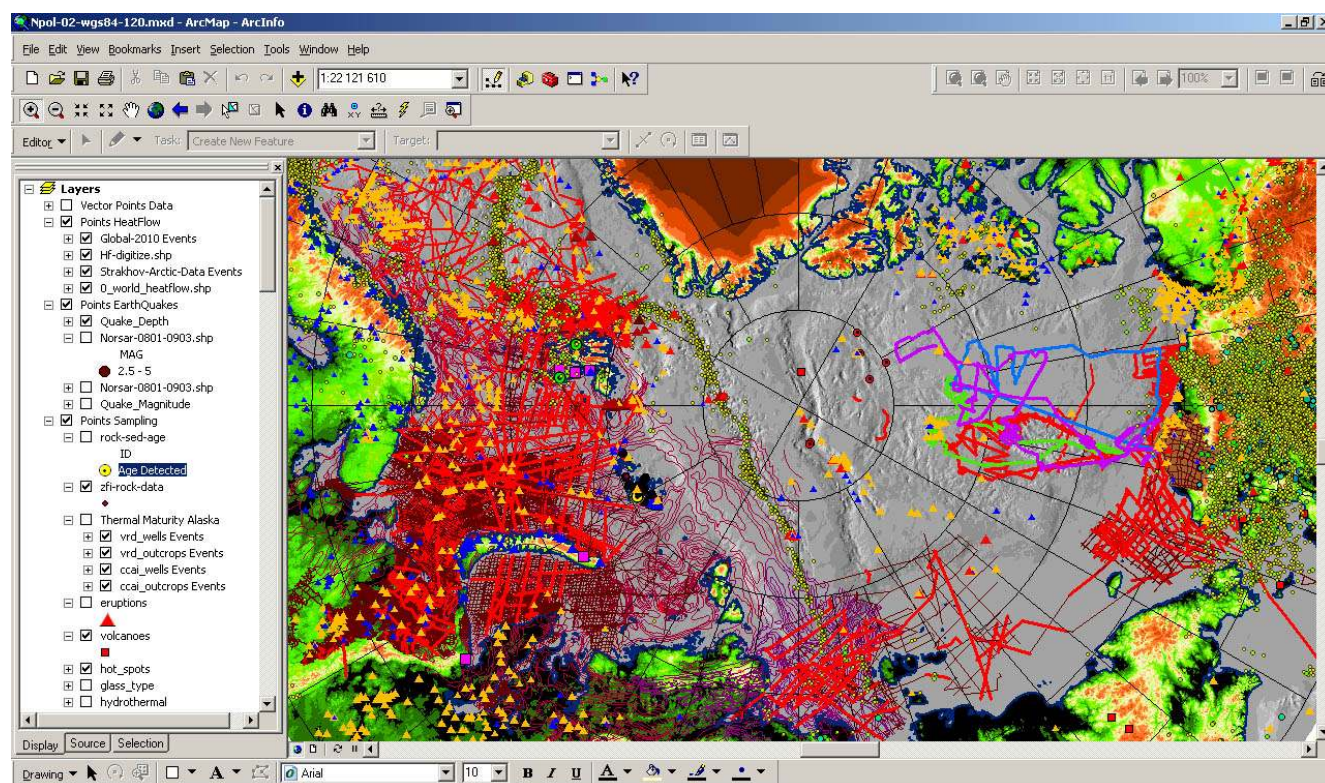 Npol-02-wgs84-120.mxd - ArcMap - ArcInfo
File Edit View Bookmarks Insert Selection Tools Window Help
1:22 121 610
100%
XY
Editor Task: Create New Feature Target:
Layers
Vector Points Data
Points HeatFlow
Global-2010 Events
HF-digitize.shp
Strakhov-Arctic-Data Events
0_world_heatflow.shp
Points EarthQuakes
Quake_Depth
Norsar-0801-0903.shp
MAG
2.5 - 5
Norsar-0801-0903.shp
Quake_Magnitude
Points Sampling
rock-sed-age
ID
Age Detected
zfi-rock-data
Thermal Maturity Alaska
vrd_wells Events
vrd_outcrops Events
ccai_wells Events
ccai_outcrops Events
eruptions
volcanoes
hot_spots
glass_type
hydrothermal
Display Source Selection
Drawing A Arial 10 B I U A